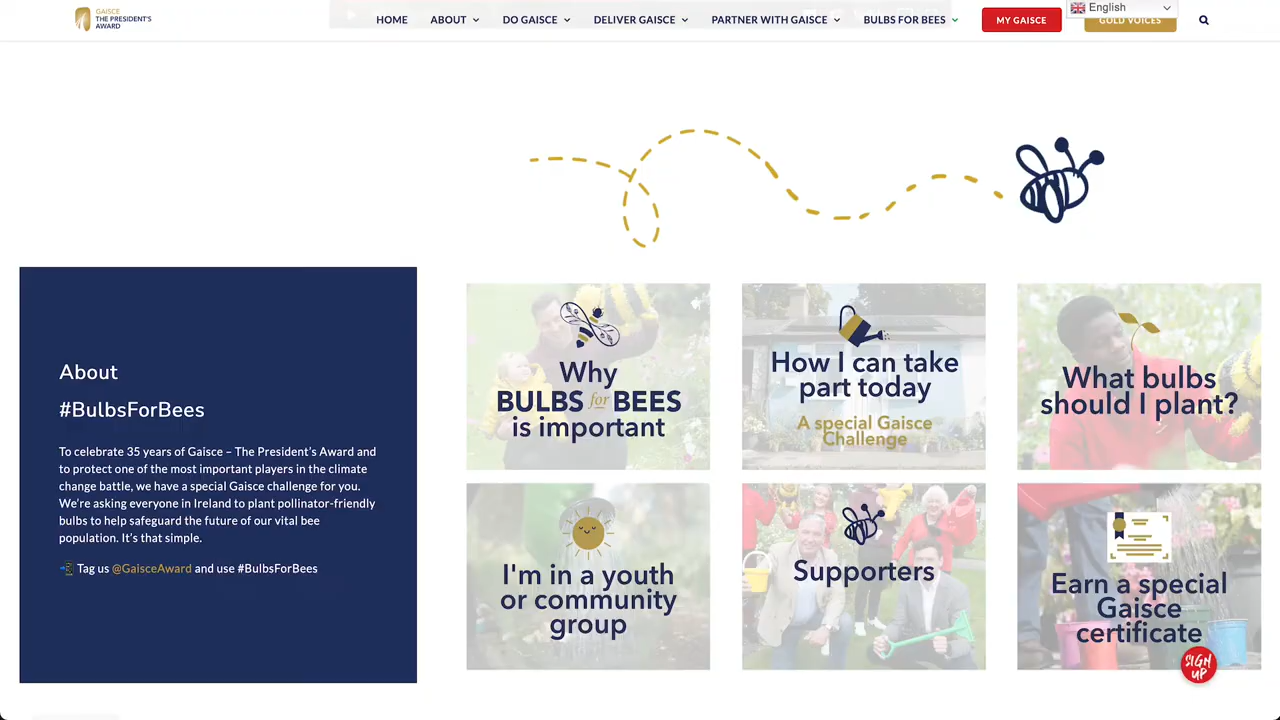 GAISCE
THE PRESIDENT'S
AWARD
HOME
ABOUT
DO GAISCE
DELIVER GAISCE
PARTNER WITH GAISCE
BULBS FOR BEES
MY GAISCE
GOLD VOICES
English
About
#BulbsForBees
To celebrate 35 years of Gaisce – The President's Award and
to protect one of the most important players in the climate
change battle, we have a special Gaisce challenge for you.
We're asking everyone in Ireland to plant pollinator-friendly
bulbs to help safeguard the future of our vital bee
population. It's that simple.
Tag us @GaisceAward and use #BulbsForBees
Why
BULBS for BEES
is important
How I can take
part today
A special Gaisce
Challenge
What bulbs
should I plant?
I'm in a youth
or community
group
Supporters
Earn a special
Gaisce
certificate
SIGN
UP